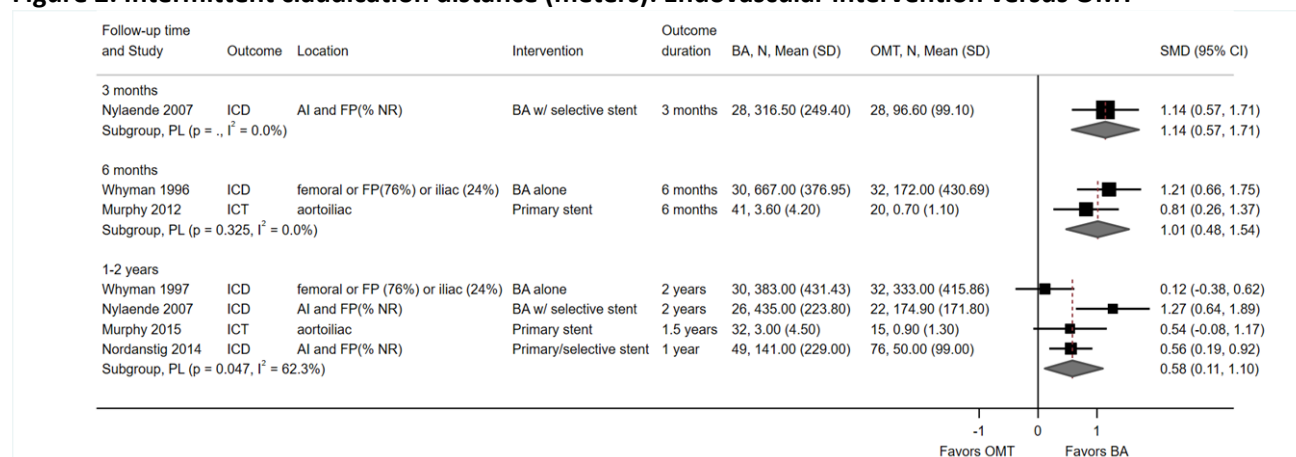 Follow-up time Outcome
and Study Outcome Location Intervention duration BA, N, Mean (SD) OMT, N, Mean (SD) SMD (95% CI)
3 months
Nylaende 2007 ICD AI and FP(% NR) BA w/ selective stent 3 months 28, 316.50 (249.40) 28, 96.60 (99.10) 1.14 (0.57, 1.71)
Subgroup, PL (p = ., I² = 0.0%) 1.14 (0.57, 1.71)
6 months
Whyman 1996 ICD femoral or FP(76%) or iliac (24%) BA alone 6 months 30, 667.00 (376.95) 32, 172.00 (430.69) 1.21 (0.66, 1.75)
Murphy 2012 ICT aortoiliac Primary stent 6 months 41, 3.60 (4.20) 20, 0.70 (1.10) 0.81 (0.26, 1.37)
Subgroup, PL (p = 0.325, I² = 0.0%) 1.01 (0.48, 1.54)
1-2 years
Whyman 1997 ICD femoral or FP (76%) or iliac (24%) BA alone 2 years 30, 383.00 (431.43) 32, 333.00 (415.86) 0.12 (-0.38, 0.62)
Nylaende 2007 ICD AI and FP(% NR) BA w/ selective stent 2 years 26, 435.00 (223.80) 22, 174.90 (171.80) 1.27 (0.64, 1.89)
Murphy 2015 ICT aortoiliac Primary stent 1.5 years 32, 3.00 (4.50) 15, 0.90 (1.30) 0.54 (-0.08, 1.17)
Nordanstig 2014 ICD AI and FP(% NR) Primary/selective stent 1 year 49, 141.00 (229.00) 76, 50.00 (99.00) 0.56 (0.19, 0.92)
Subgroup, PL (p = 0.047, I² = 62.3%) 0.58 (0.11, 1.10)
-1 0 1
Favors OMT Favors BA